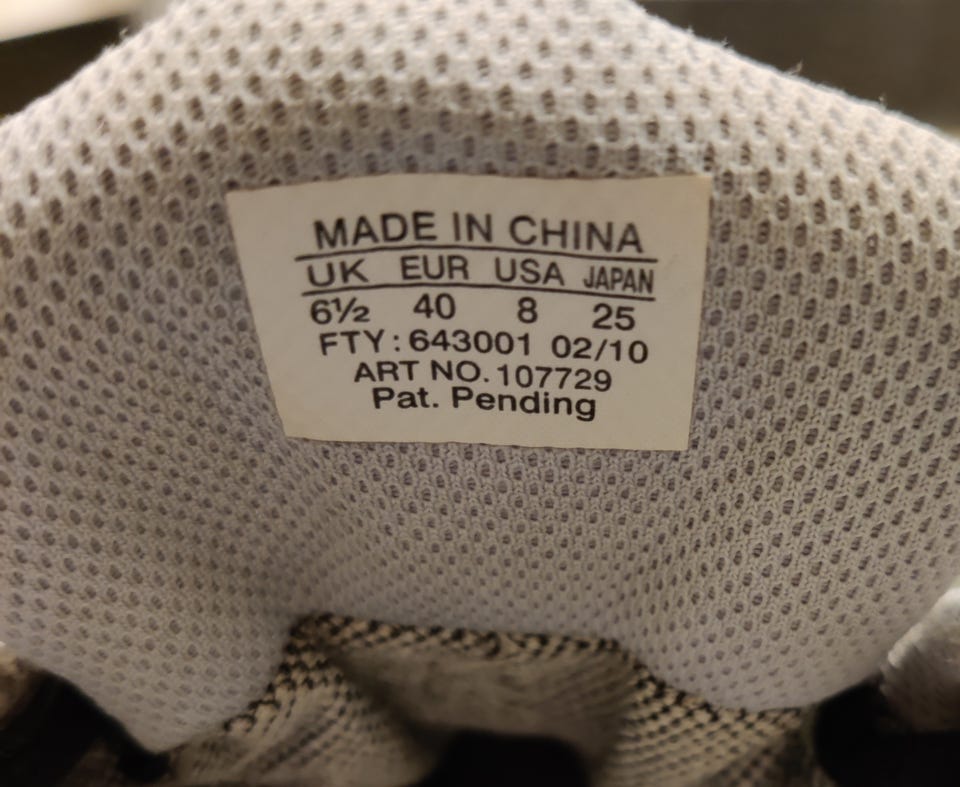 MADE IN CHINA
UK EUR USA JAPAN
6½ 40 8 25
FTY: 643001 02/10
ART NO. 107729
Pat. Pending